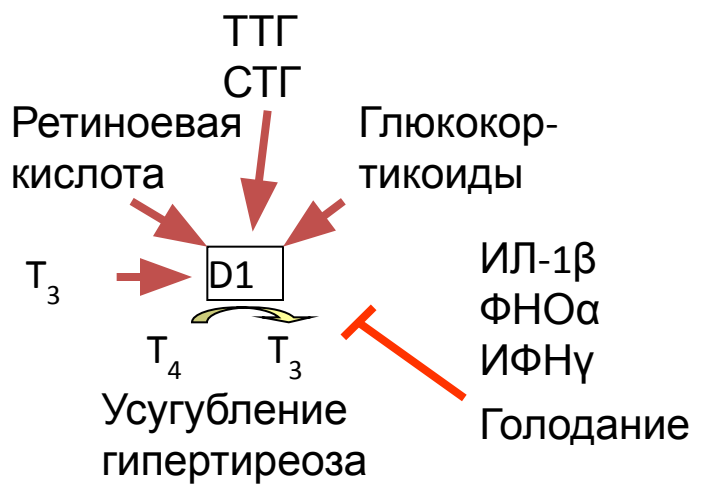 ТТГ
СТГ
Ретиноевая
кислота
Глюкокор-
тикоиды
Т3
D1
Т4
Т3
ИЛ-1β
ФНОα
ИФНγ
Голодание
Усугубление
гипертиреоза